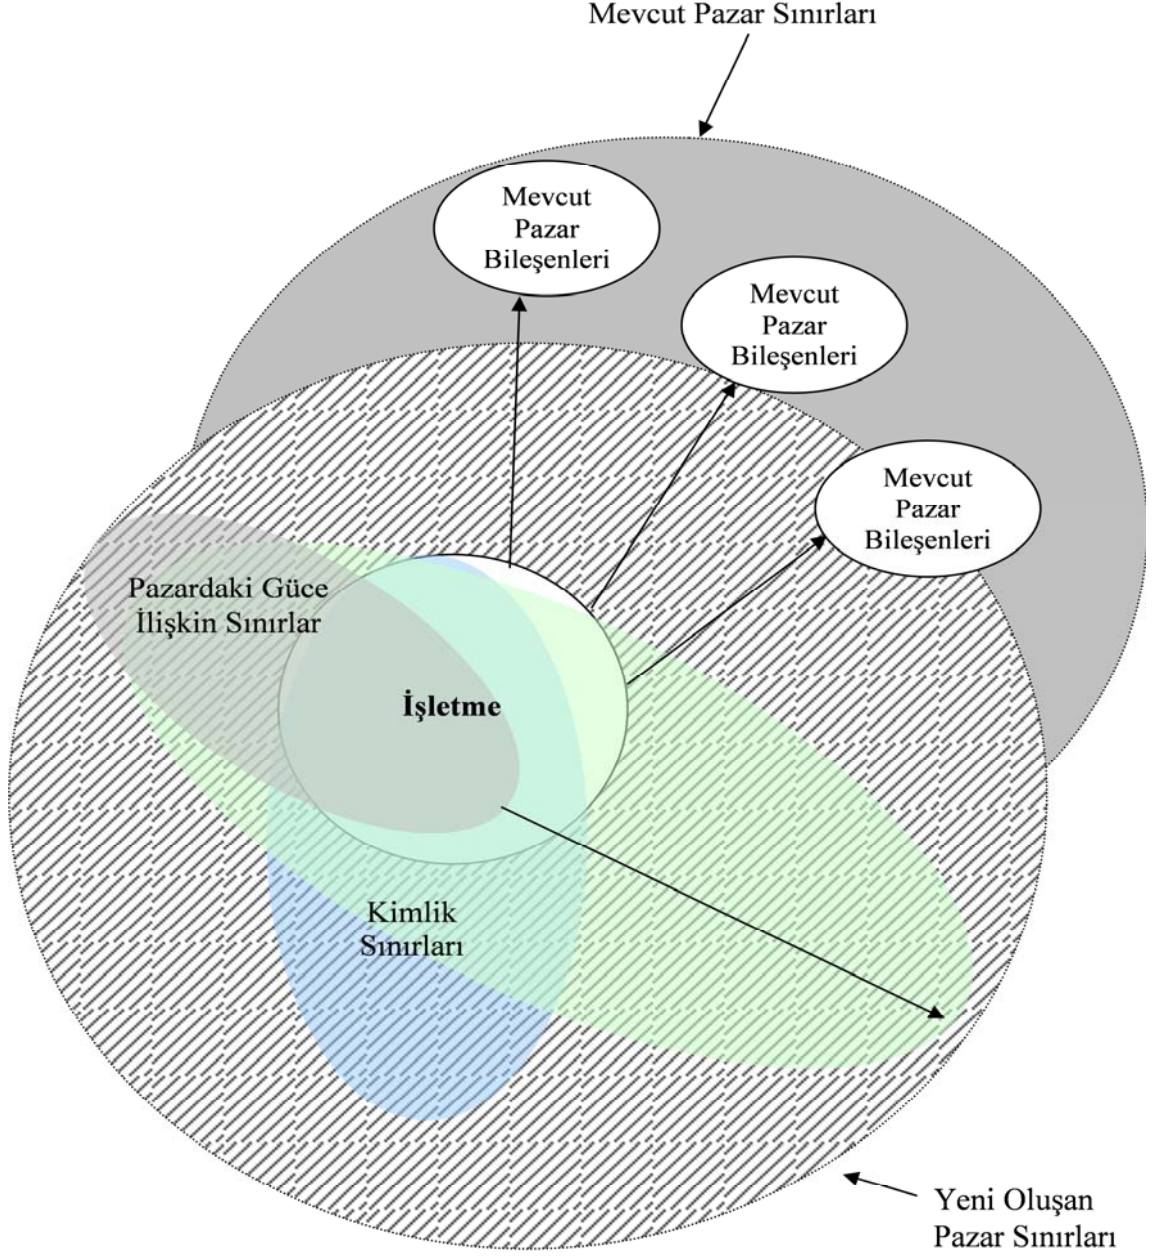 Mevcut Pazar Sınırları
Mevcut
Pazar
Bileşenleri
Mevcut
Pazar
Bileşenleri
Mevcut
Pazar
Bileşenleri
Pazardaki Güce
İlişkin Sınırlar
İşletme
Kimlik
Sınırları
Yeni Oluşan
Pazar Sınırları